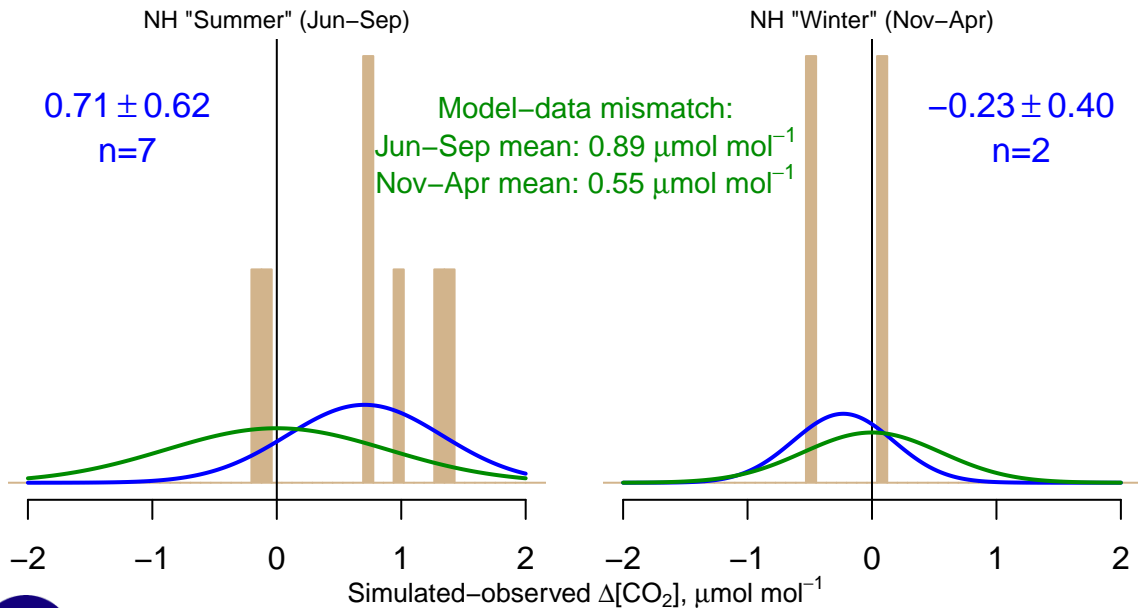 NH "Summer" (Jun−Sep)
0.71 ± 0.62
n=7
Model−data mismatch:
Jun−Sep mean: 0.89 μmol mol⁻¹
Nov−Apr mean: 0.55 μmol mol⁻¹
NH "Winter" (Nov−Apr)
−0.23 ± 0.40
n=2
−2 −1 0 1 2
−2 −1 0 1 2
Simulated−observed Δ[CO₂], μmol mol⁻¹